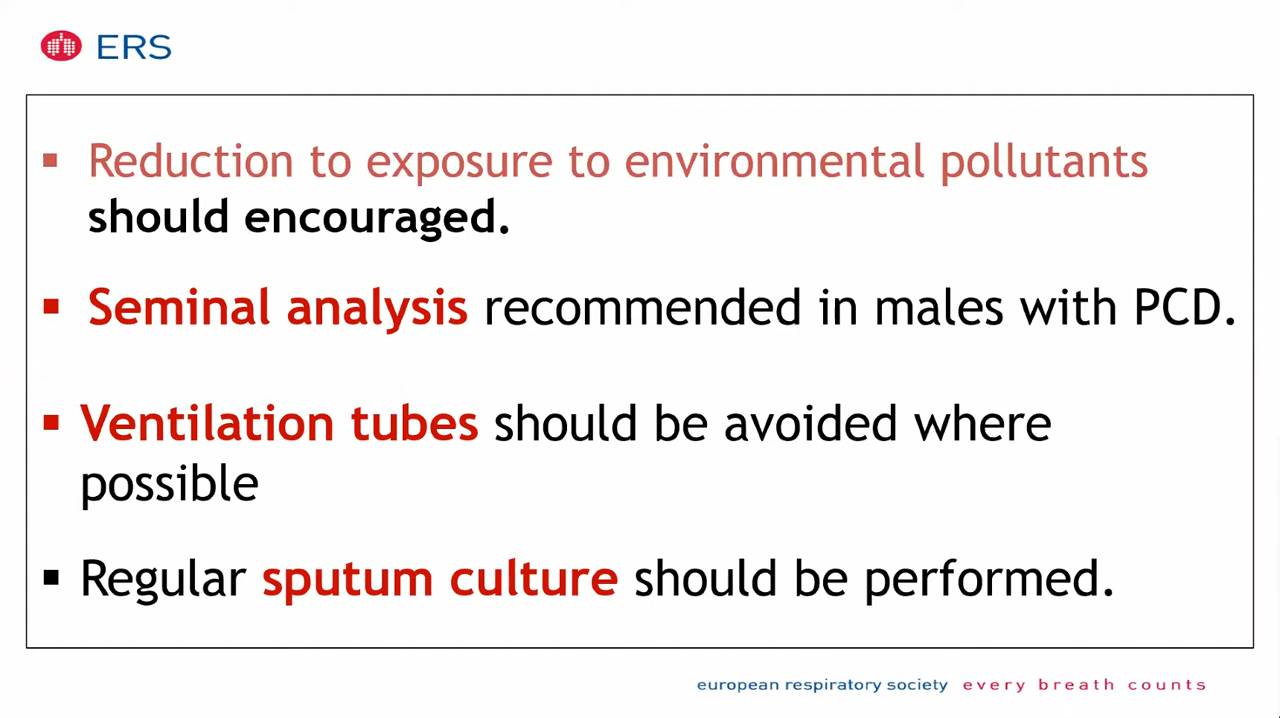 ERS
▪ Reduction to exposure to environmental pollutants
should encouraged.
▪ Seminal analysis recommended in males with PCD.
▪ Ventilation tubes should be avoided where
possible
▪ Regular sputum culture should be performed.
european respiratory society every breath counts